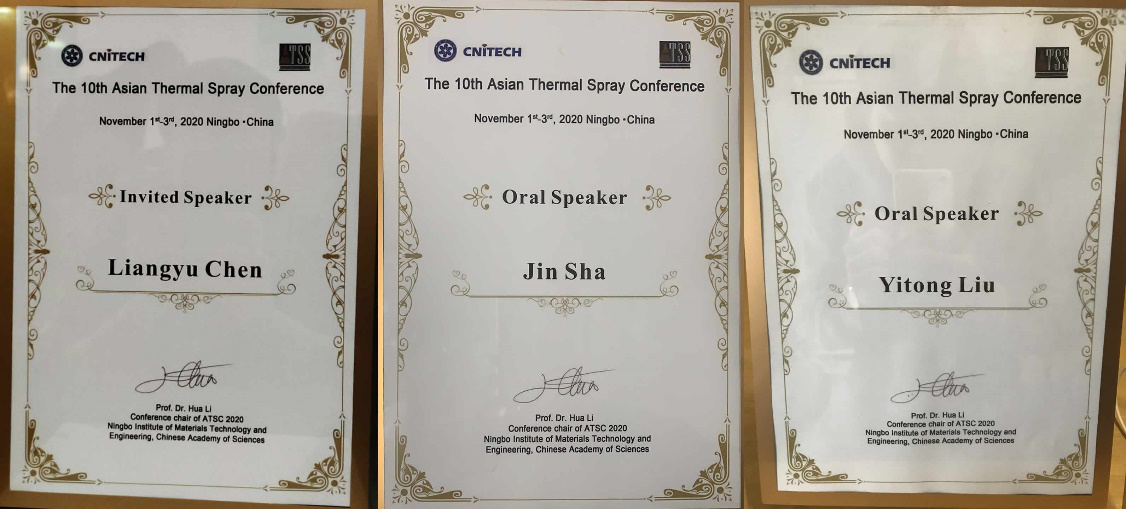 CNiTECH
TSS
The 10th Asian Thermal Spray Conference
November 1st-3rd, 2020 Ningbo·China
Invited Speaker
Liangyu Chen
Prof. Dr. Hua Li
Conference chair of ATSC 2020
Ningbo Institute of Materials Technology and
Engineering, Chinese Academy of Sciences
CNiTECH
TSS
The 10th Asian Thermal Spray Conference
November 1st-3rd, 2020 Ningbo·China
Oral Speaker
Jin Sha
Prof. Dr. Hua Li
Conference chair of ATSC 2020
Ningbo Institute of Materials Technology and
Engineering, Chinese Academy of Sciences
CNiTECH
TSS
The 10th Asian Thermal Spray Conference
November 1st-3rd, 2020 Ningbo·China
Oral Speaker
Yitong Liu
Prof. Dr. Hua Li
Conference chair of ATSC 2020
Ningbo Institute of Materials Technology and
Engineering, Chinese Academy of Sciences